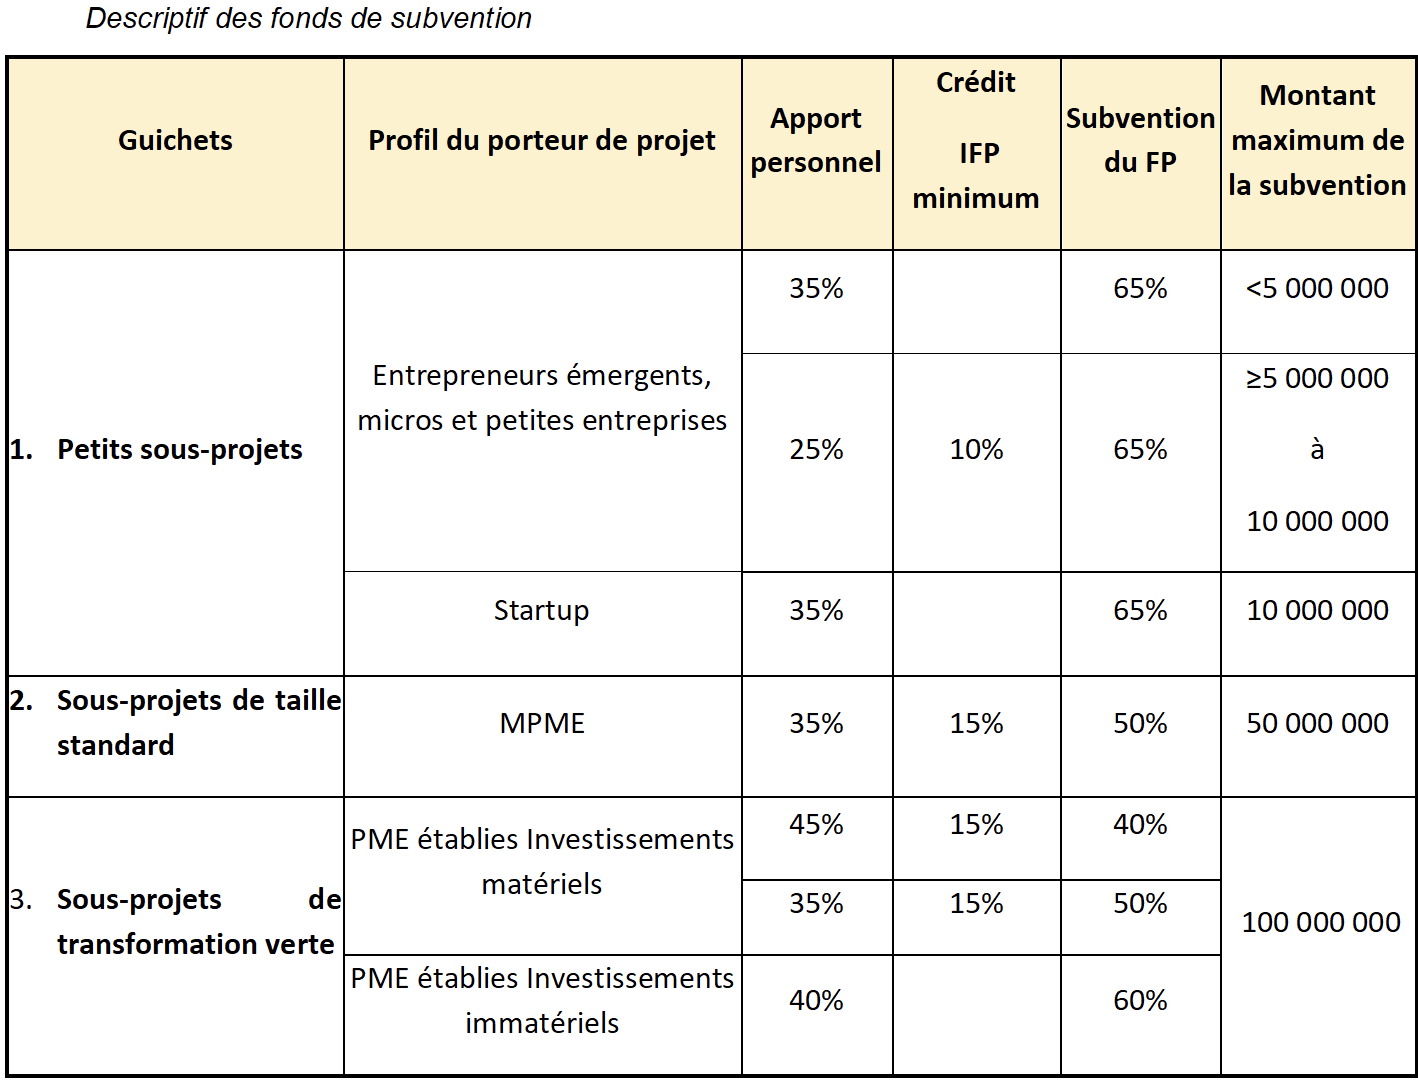 Descriptif des fonds de subvention
Guichets
Profil du porteur de projet
Apport
personnel
Crédit
IFP
minimum
Subvention
du FP
Montant
maximum de
la subvention
1. Petits sous-projets
Entrepreneurs émergents,
micros et petites entreprises
35%
65%
<5 000 000
25%
10%
65%
≥5 000 000
à
10 000 000
Startup
35%
65%
10 000 000
2. Sous-projets de taille
standard
MPME
35%
15%
50%
50 000 000
3. Sous-projets de
transformation verte
PME établies Investissements
matériels
45%
15%
40%
35%
15%
50%
100 000 000
PME établies Investissements
immatériels
40%
60%